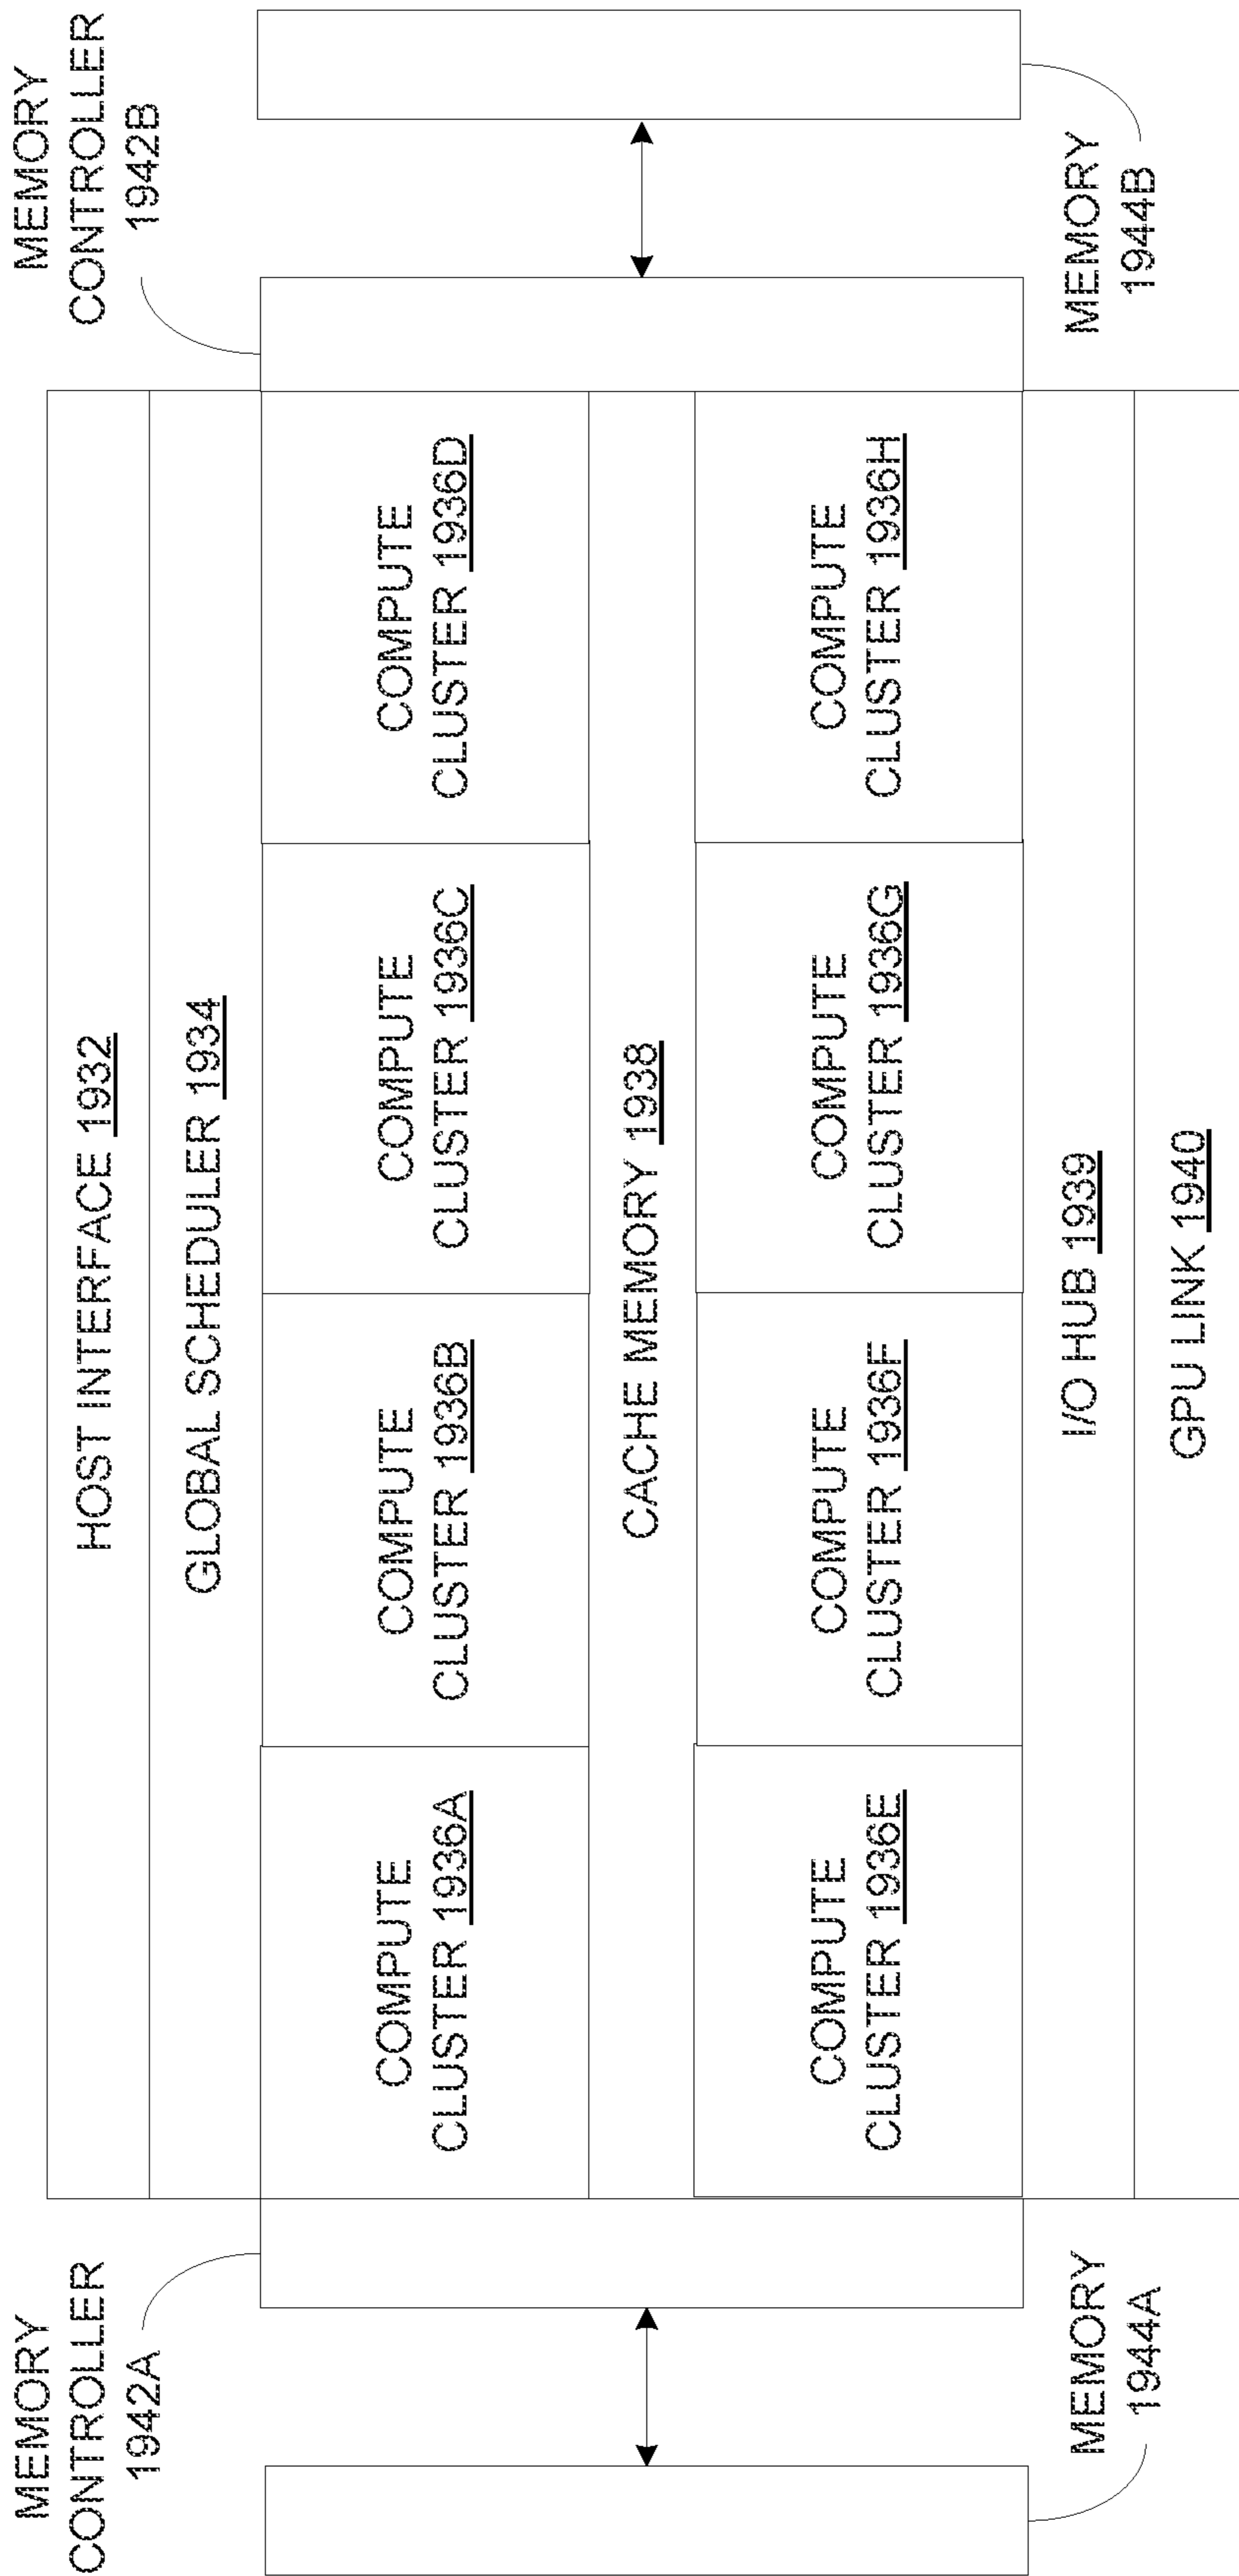 MEMORY
CONTROLLER
1942A
MEMORY
CONTROLLER
1942B
HOST INTERFACE 1932
GLOBAL SCHEDULER 1934
COMPUTE
CLUSTER 1936A
COMPUTE
CLUSTER 1936B
COMPUTE
CLUSTER 1936C
COMPUTE
CLUSTER 1936D
CACHE MEMORY 1938
COMPUTE
CLUSTER 1936E
COMPUTE
CLUSTER 1936F
COMPUTE
CLUSTER 1936G
COMPUTE
CLUSTER 1936H
I/O HUB 1939
GPU LINK 1940
MEMORY
1944A
MEMORY
1944B